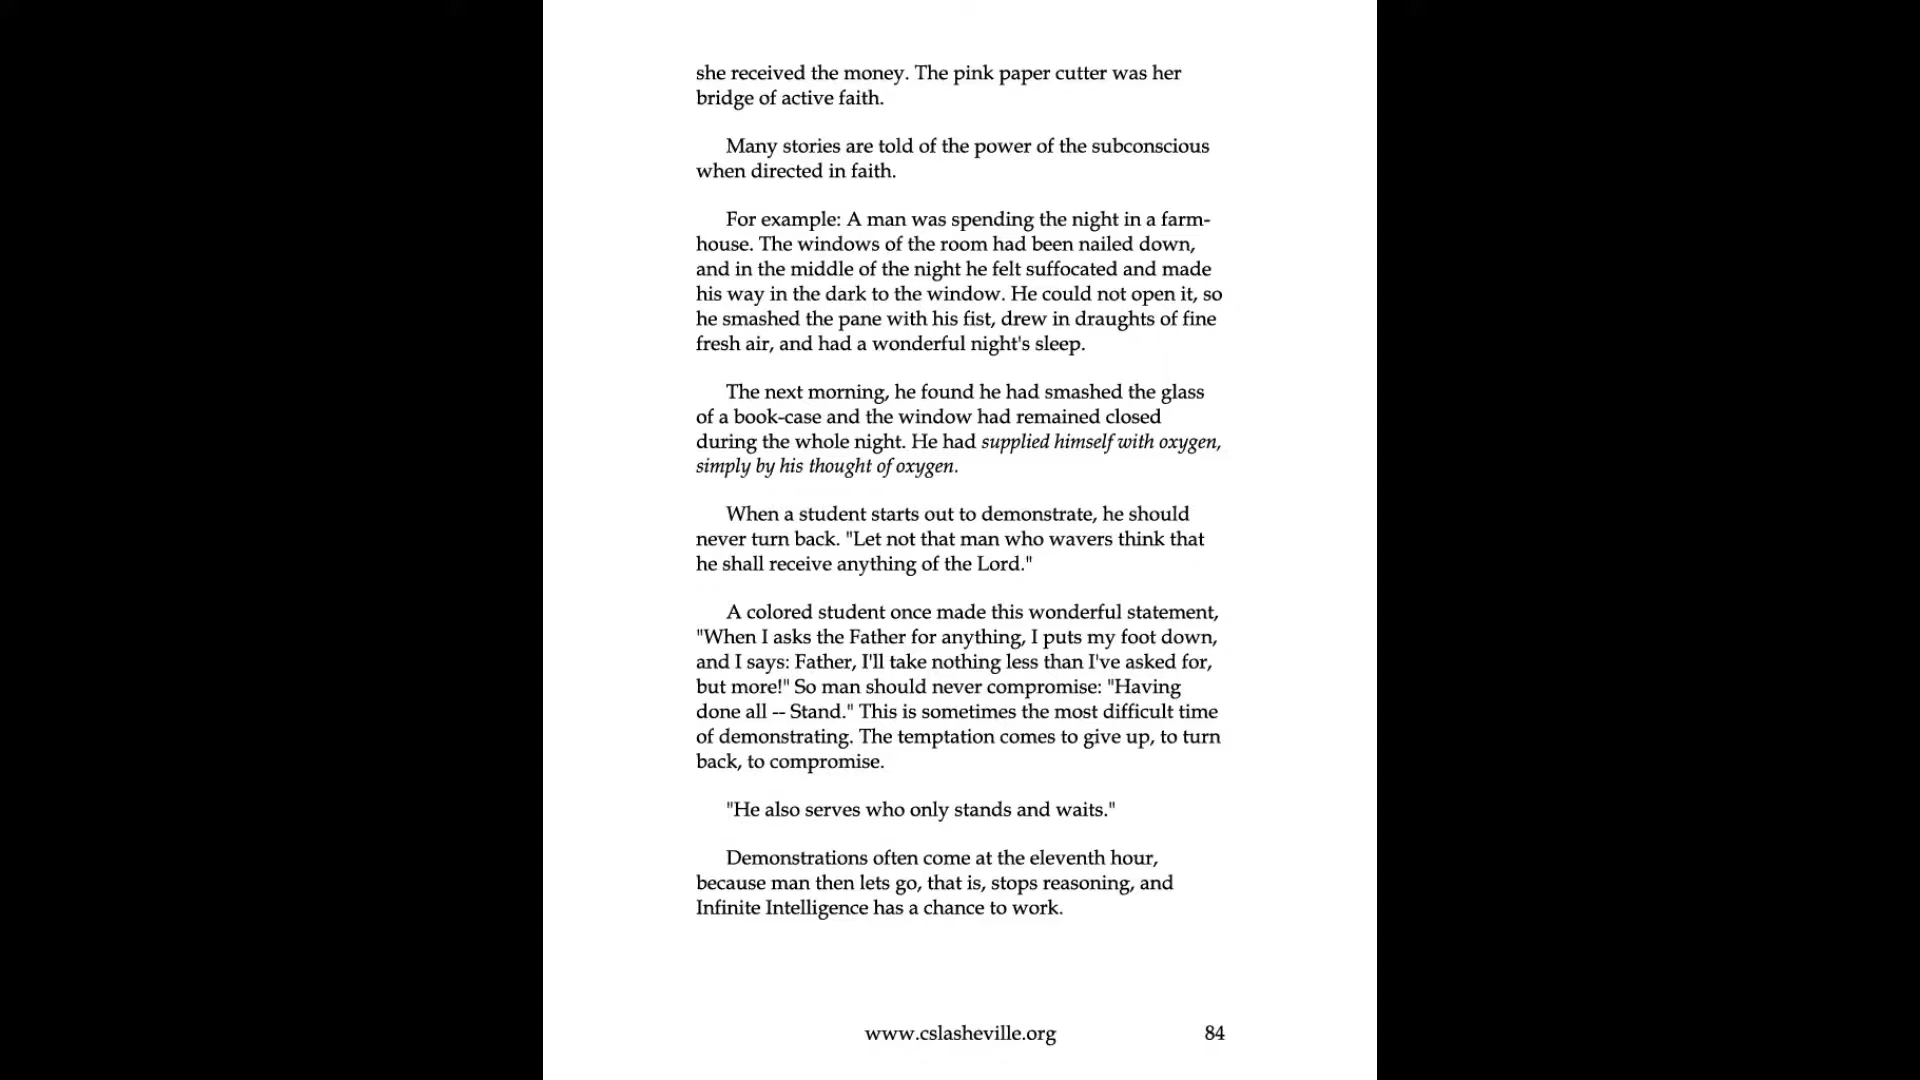 she received the money. The pink paper cutter was her
bridge of active faith.
Many stories are told of the power of the subconscious
when directed in faith.
For example: A man was spending the night in a farm-
house. The windows of the room had been nailed down,
and in the middle of the night he felt suffocated and made
his way in the dark to the window. He could not open it, so
he smashed the pane with his fist, drew in draughts of fine
fresh air, and had a wonderful night's sleep.
The next morning, he found he had smashed the glass
of a book-case and the window had remained closed
during the whole night. He had supplied himself with oxygen,
simply by his thought of oxygen.
When a student starts out to demonstrate, he should
never turn back. "Let not that man who wavers think that
he shall receive anything of the Lord."
A colored student once made this wonderful statement,
"When I asks the Father for anything, I puts my foot down,
and I says: Father, I'll take nothing less than I've asked for,
but more!" So man should never compromise: "Having
done all -- Stand." This is sometimes the most difficult time
of demonstrating. The temptation comes to give up, to turn
back, to compromise.
"He also serves who only stands and waits."
Demonstrations often come at the eleventh hour,
because man then lets go, that is, stops reasoning, and
Infinite Intelligence has a chance to work.
www.cslasheville.org 84